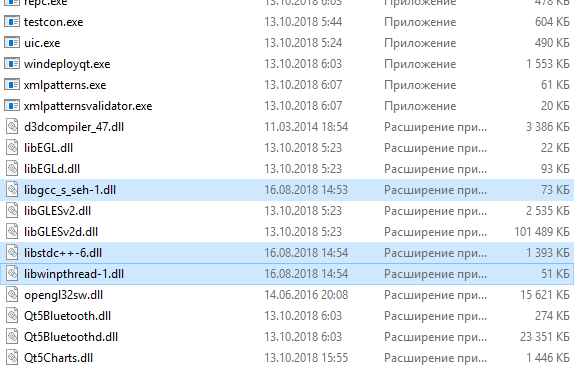 repc.exe 13.10.2018 6:03 Приложение 478 КБ
testcon.exe 13.10.2018 5:44 Приложение 604 КБ
uic.exe 13.10.2018 5:24 Приложение 490 КБ
windeployqt.exe 13.10.2018 6:03 Приложение 1 553 КБ
xmlpatterns.exe 13.10.2018 6:07 Приложение 61 КБ
xmlpatternsvalidator.exe 13.10.2018 6:07 Приложение 20 КБ
d3dcompiler_47.dll 11.03.2014 18:54 Расширение при... 3 386 КБ
libEGL.dll 13.10.2018 5:23 Расширение при... 22 КБ
libEGLd.dll 13.10.2018 5:23 Расширение при... 93 КБ
libgcc_s_seh-1.dll 16.08.2018 14:53 Расширение при... 73 КБ
libGLESv2.dll 13.10.2018 5:23 Расширение при... 2 535 КБ
libGLESv2d.dll 13.10.2018 5:23 Расширение при... 101 489 КБ
libstdc++-6.dll 16.08.2018 14:54 Расширение при... 1 393 КБ
libwinpthread-1.dll 16.08.2018 14:54 Расширение при... 51 КБ
opengl32sw.dll 14.06.2016 20:08 Расширение при... 15 621 КБ
Qt5Bluetooth.dll 13.10.2018 6:03 Расширение при... 274 КБ
Qt5Bluetoothd.dll 13.10.2018 6:03 Расширение при... 23 351 КБ
Qt5Charts.dll 13.10.2018 15:55 Расширение при... 1 446 КБ